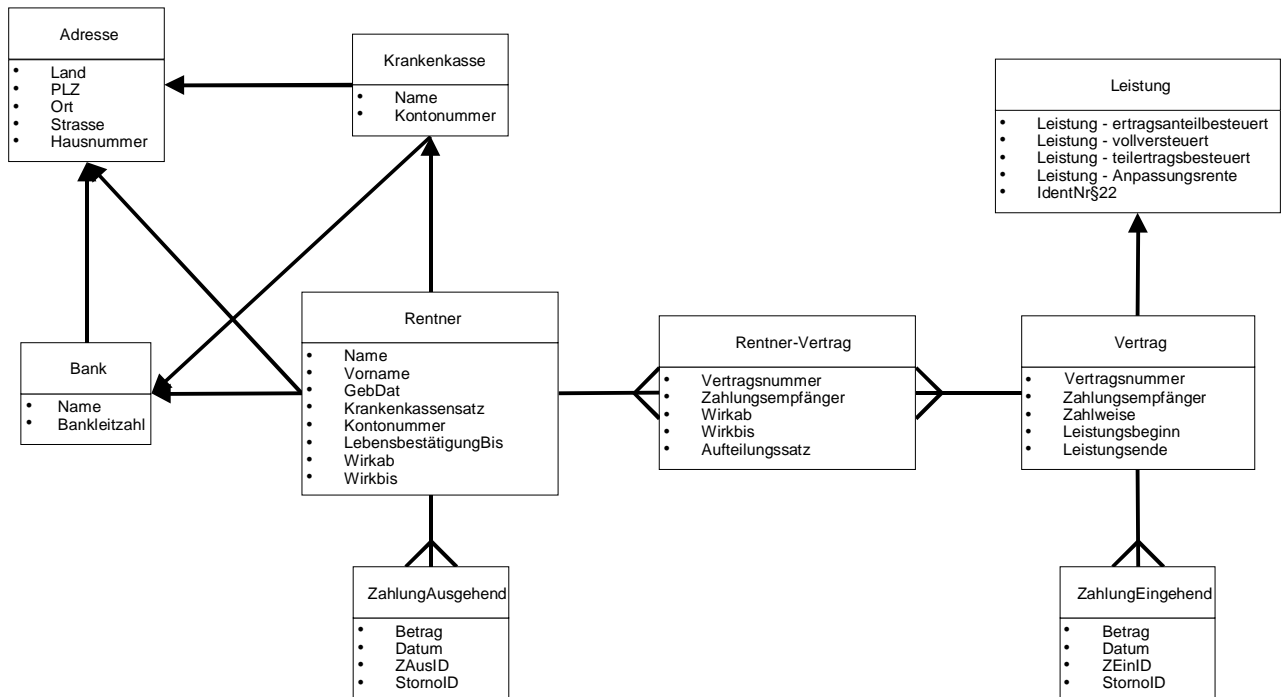 Adresse
Land
PLZ
Ort
Strasse
Hausnummer
Krankenkasse
Name
Kontonummer
Leistung
Leistung - ertragsanteilbesteuert
Leistung - vollversteuert
Leistung - teilertragsbesteuert
Leistung - Anpassungsrente
IdentNr§22
Bank
Name
Bankleitzahl
Rentner
Name
Vorname
GebDat
Krankenkassensatz
Kontonummer
LebensbestätigungBis
Wirkab
Wirkbis
Rentner-Vertrag
Vertragsnummer
Zahlungsempfänger
Wirkab
Wirkbis
Aufteilungssatz
Vertrag
Vertragsnummer
Zahlungsempfänger
Zahlweise
Leistungsbeginn
Leistungsende
ZahlungAusgehend
Betrag
Datum
ZAusID
StornoID
ZahlungEingehend
Betrag
Datum
ZEinID
StornoID